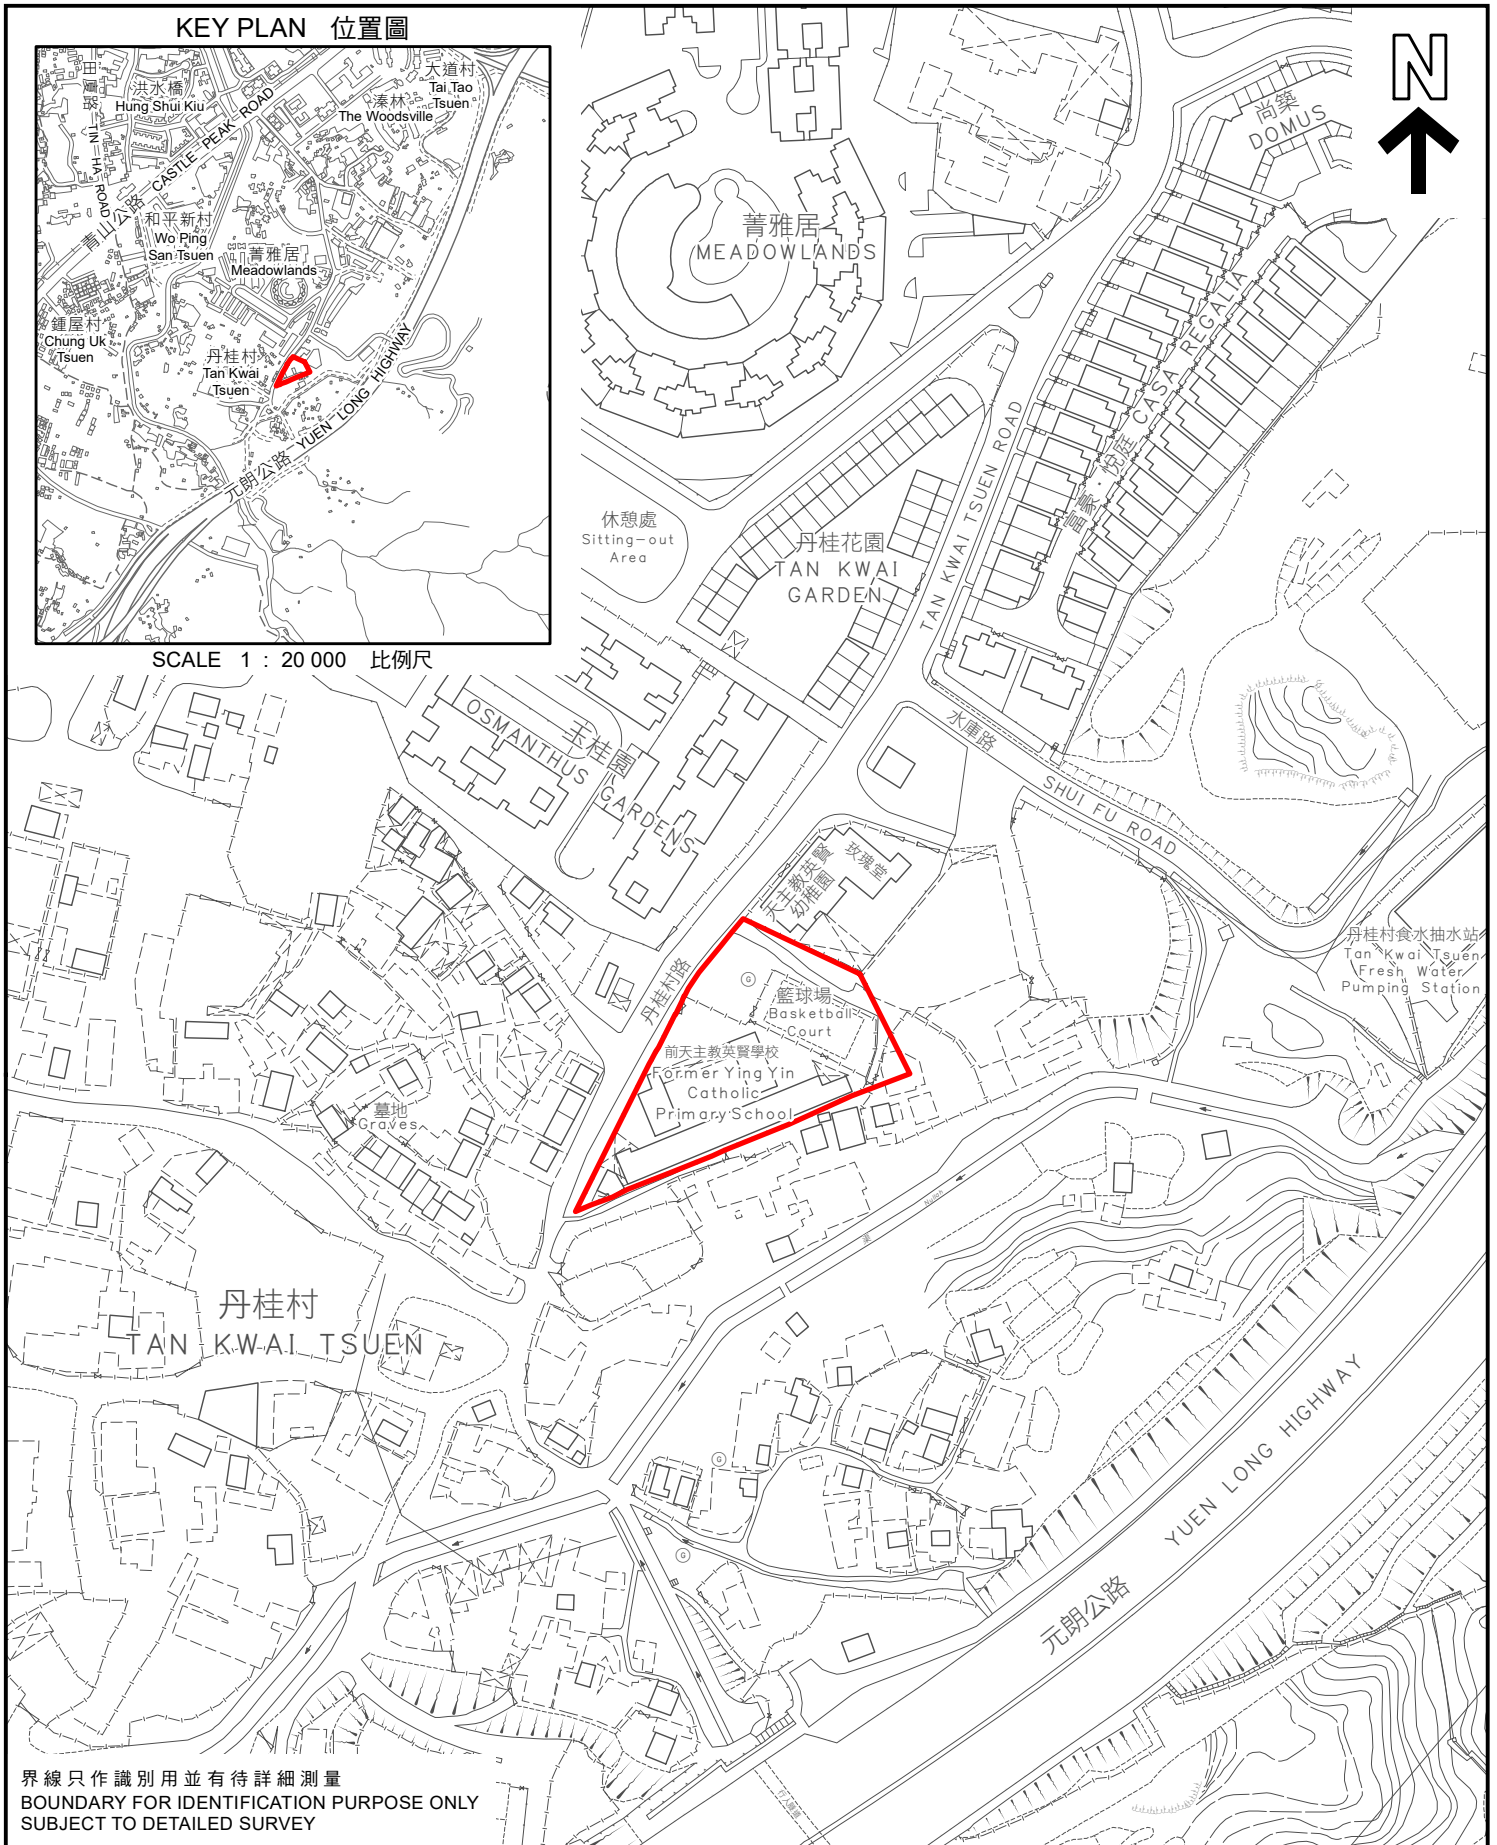 KEY PLAN 位置圖
田廈路
TIN HA ROAD
洪水橋
Hung Shui Kiu
青山公路 CASTLE PEAK ROAD
溱林
The Woodsville
大道村
Tai Tao
Tsuen
和平新村
Wo Ping
San Tsuen
菁雅居
Meadowlands
鍾屋村
Chung Uk
Tsuen
丹桂村
Tan Kwai
Tsuen
元朗公路 YUEN LONG HIGHWAY
SCALE 1 : 20 000 比例尺
N
尚築
DOMUS
菁雅居
MEADOWLANDS
富豪·悅庭 CASA REGALIA
TAN KWAI TSUEN ROAD
休憩處
Sitting-out
Area
丹桂花園
TAN KWAI
GARDEN
玉桂園
OSMANTHUS GARDENS
水庫路
SHUI FU ROAD
玫瑰堂
天主教英賢
幼稚園
丹桂村食水抽水站
Tan Kwai Tsuen
Fresh Water
Pumping Station
丹桂村路
G
籃球場
Basketball
Court
前天主教英賢學校
Former Ying Yin
Catholic
Primary School
墓地
Graves
Nullah
丹桂村
TAN KWAI TSUEN
G
G
元朗公路
YUEN LONG HIGHWAY
界線只作識別用並有待詳細測量
BOUNDARY FOR IDENTIFICATION PURPOSE ONLY
SUBJECT TO DETAILED SURVEY